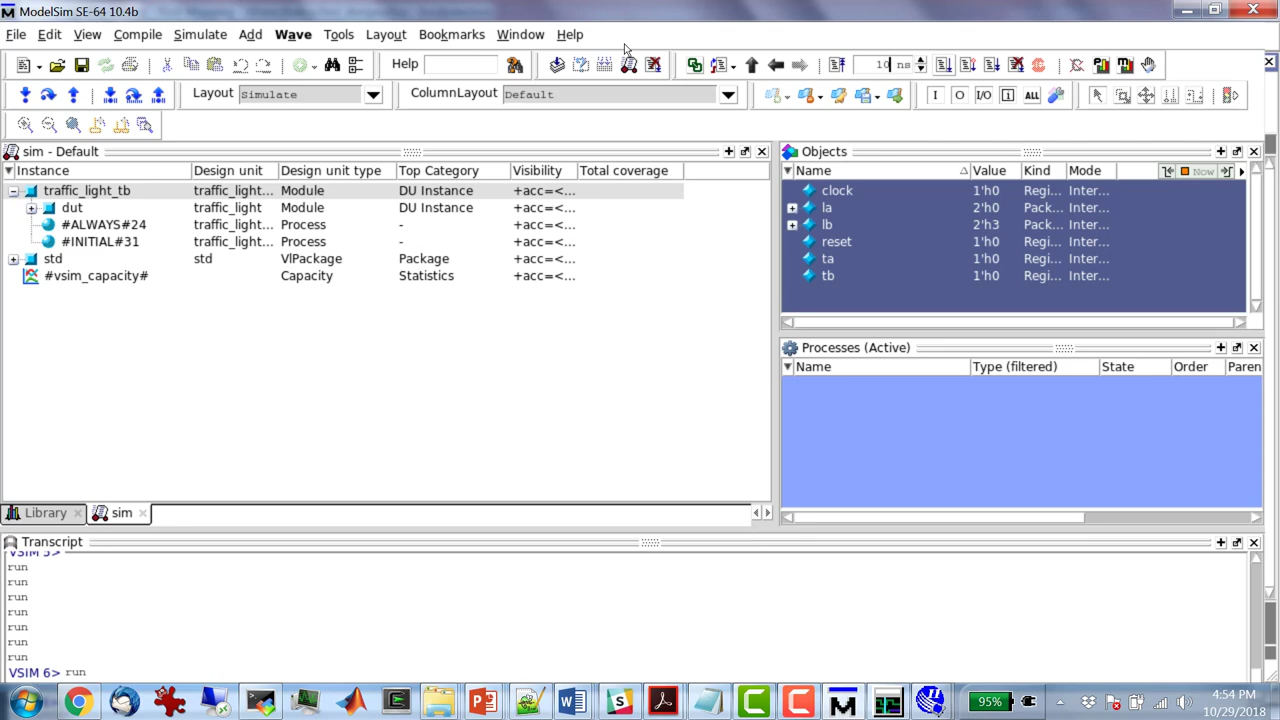 ModelSim SE-64 10.4b
File Edit View Compile Simulate Add Wave Tools Layout Bookmarks Window Help
Help 10 ns
Layout Simulate ColumnLayout Default I O I/O ALL
sim - Default
Instance Design unit Design unit type Top Category Visibility Total coverage
traffic_light_tb traffic_light... Module DU Instance +acc=<...
dut traffic_light Module DU Instance +acc=<...
#ALWAYS#24 traffic_light... Process - +acc=<...
#INITIAL#31 traffic_light... Process - +acc=<...
std std VlPackage Package +acc=<...
#vsim_capacity# Capacity Statistics +acc=<...
Library sim
Objects
Name Value Kind Mode Now
clock 1'h0 Regi... Inter...
la 2'h0 Pack... Inter...
lb 2'h3 Pack... Inter...
reset 1'h0 Regi... Inter...
ta 1'h0 Regi... Inter...
tb 1'h0 Regi... Inter...
Processes (Active)
Name Type (filtered) State Order Paren
Transcript
VSIM 5>
run
run
run
run
run
run
run
VSIM 6> run
95% 4:54 PM
10/29/2018